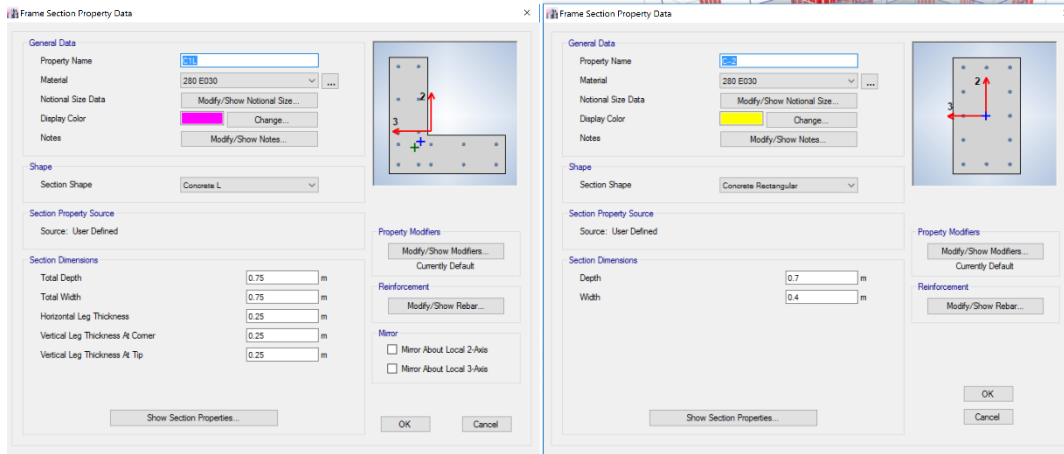 Frame Section Property Data
General Data
Property Name C1L
Material 280 E030 ...
Notional Size Data Modify/Show Notional Size...
Display Color Change...
Notes Modify/Show Notes...
2
3
Shape
Section Shape Concrete L
Section Property Source
Source: User Defined
Property Modifiers
Modify/Show Modifiers...
Currently Default
Section Dimensions
Total Depth 0.75 m
Total Width 0.75 m
Horizontal Leg Thickness 0.25 m
Vertical Leg Thickness At Corner 0.25 m
Vertical Leg Thickness At Tip 0.25 m
Reinforcement
Modify/Show Rebar...
Mirror
Mirror About Local 2-Axis
Mirror About Local 3-Axis
Show Section Properties...
OK Cancel
Frame Section Property Data
General Data
Property Name C-2
Material 280 E030 ...
Notional Size Data Modify/Show Notional Size...
Display Color Change...
Notes Modify/Show Notes...
2
3
Shape
Section Shape Concrete Rectangular
Section Property Source
Source: User Defined
Property Modifiers
Modify/Show Modifiers...
Currently Default
Section Dimensions
Depth 0.7 m
Width 0.4 m
Reinforcement
Modify/Show Rebar...
Show Section Properties...
OK
Cancel